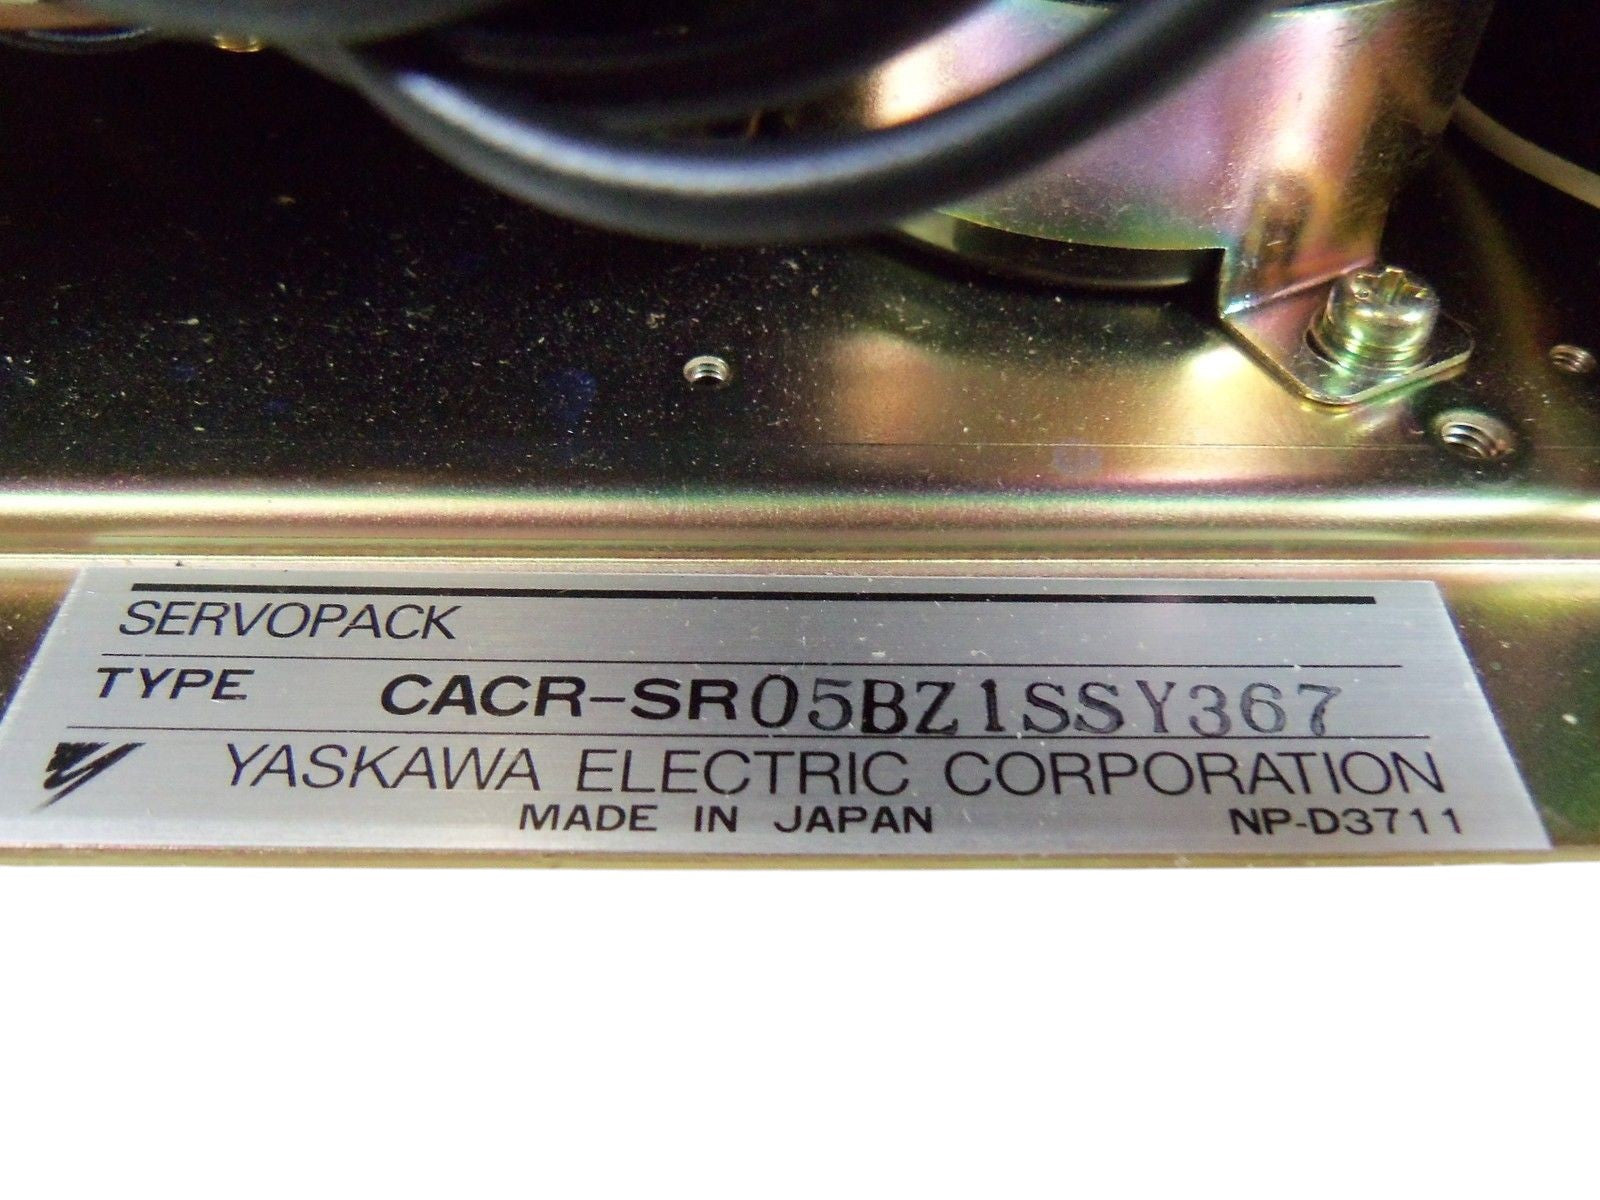 SERVOPACK
TYPE CACR-SR05BZ1SSY367
YASKAWA ELECTRIC CORPORATION
MADE IN JAPAN NP-D3711